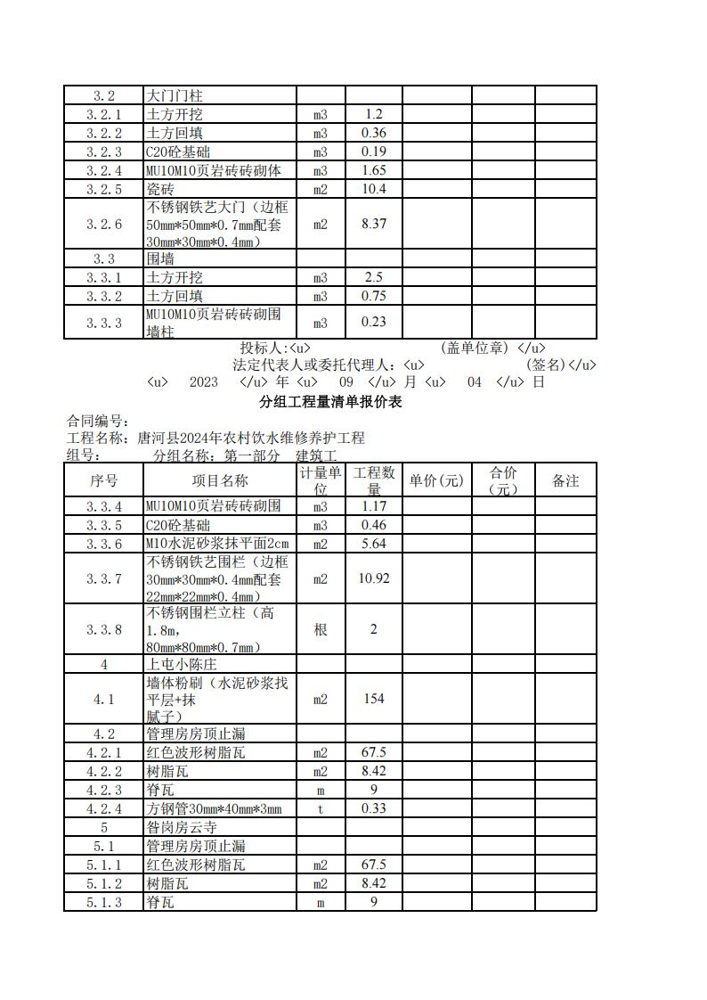 3.2 大门门柱
3.2.1 土方开挖 m3 1.2
3.2.2 土方回填 m3 0.36
3.2.3 C20砼基础 m3 0.19
3.2.4 MU10M10页岩砖砖砌体 m3 1.65
3.2.5 瓷砖 m2 10.4
不锈钢铁艺大门（边框
3.2.6 50mm*50mm*0.7mm配套 m2 8.37
30mm*30mm*0.4mm）
3.3 围墙
3.3.1 土方开挖 m3 2.5
3.3.2 土方回填 m3 0.75
MU10M10页岩砖砖砌围
3.3.3 m3 0.23
墙柱
投标人:<u> (盖单位章) </u>
法定代表人或委托代理人: <u> (签名)</u>
<u> 2023 </u> 年 <u> 09 </u> 月 <u> 04 </u> 日
分组工程量清单报价表
合同编号:
工程名称: 唐河县2024年农村饮水维修养护工程
组号: 分组名称: 第一部分 建筑工
序号 项目名称 计量单位 工程数量 单价(元) 合价（元） 备注
3.3.4 MU10M10页岩砖砖砌围 m3 1.17
3.3.5 C20砼基础 m3 0.46
3.3.6 M10水泥砂浆抹平面2cm m2 5.64
不锈钢铁艺围栏（边框
3.3.7 30mm*30mm*0.4mm配套 m2 10.92
22mm*22mm*0.4mm）
不锈钢围栏立柱（高
3.3.8 1.8m， 根 2
80mm*80mm*0.7mm）
4 上屯小陈庄
墙体粉刷（水泥砂浆找
4.1 平层+抹 m2 154
腻子）
4.2 管理房房顶止漏
4.2.1 红色波形树脂瓦 m2 67.5
4.2.2 树脂瓦 m2 8.42
4.2.3 脊瓦 m 9
4.2.4 方钢管30mm*40mm*3mm t 0.33
5 昝岗房云寺
5.1 管理房房顶止漏
5.1.1 红色波形树脂瓦 m2 67.5
5.1.2 树脂瓦 m2 8.42
5.1.3 脊瓦 m 9